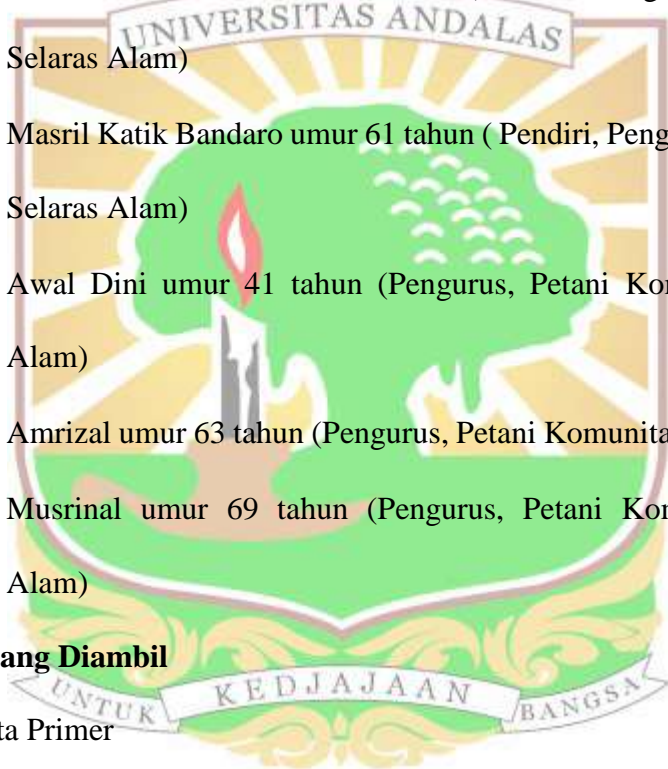 UNIVERSITAS ANDALAS
Selaras Alam)
Masril Katik Bandaro umur 61 tahun ( Pendiri, Peng
Selaras Alam)
Awal Dini umur 41 tahun (Pengurus, Petani Ko
Alam)
Amrizal umur 63 tahun (Pengurus, Petani Komunita
Musrinal umur 69 tahun (Pengurus, Petani Ko
Alam)
ang Diambil
ta Primer
UNTUK KEDJAJAAN BANGSA